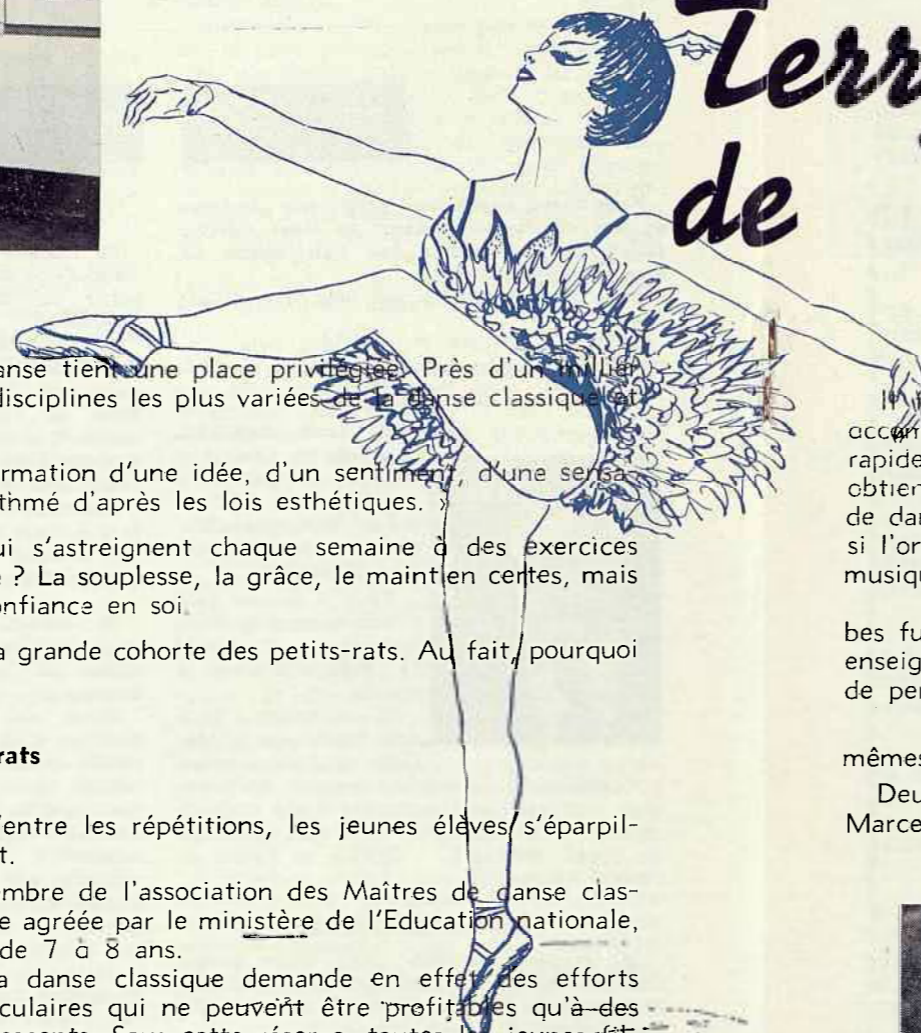 Terr
de
anse tient une place privilégiée. Près d'un millier
disciplines les plus variées de la danse classique et
rmation d'une idée, d'un sentiment, d'une sensa-
thmé d'après les lois esthétiques. »
ui s'astreignent chaque semaine à des exercices
e ? La souplesse, la grâce, le maintien certes, mais
onfiance en soi.
a grande cohorte des petits-rats. Au fait, pourquoi
rats
'entre les répétitions, les jeunes élèves s'éparpil-
t.
embre de l'association des Maîtres de danse clas-
e agréée par le ministère de l'Education nationale,
de 7 à 8 ans.
a danse classique demande en effet des efforts
culaires qui ne peuvent être profitables qu'à des
Il
accom
rapide
obtien
de dan
si l'or
musiqu
bes fu
enseig
de per
mêmes
Deu
Marce